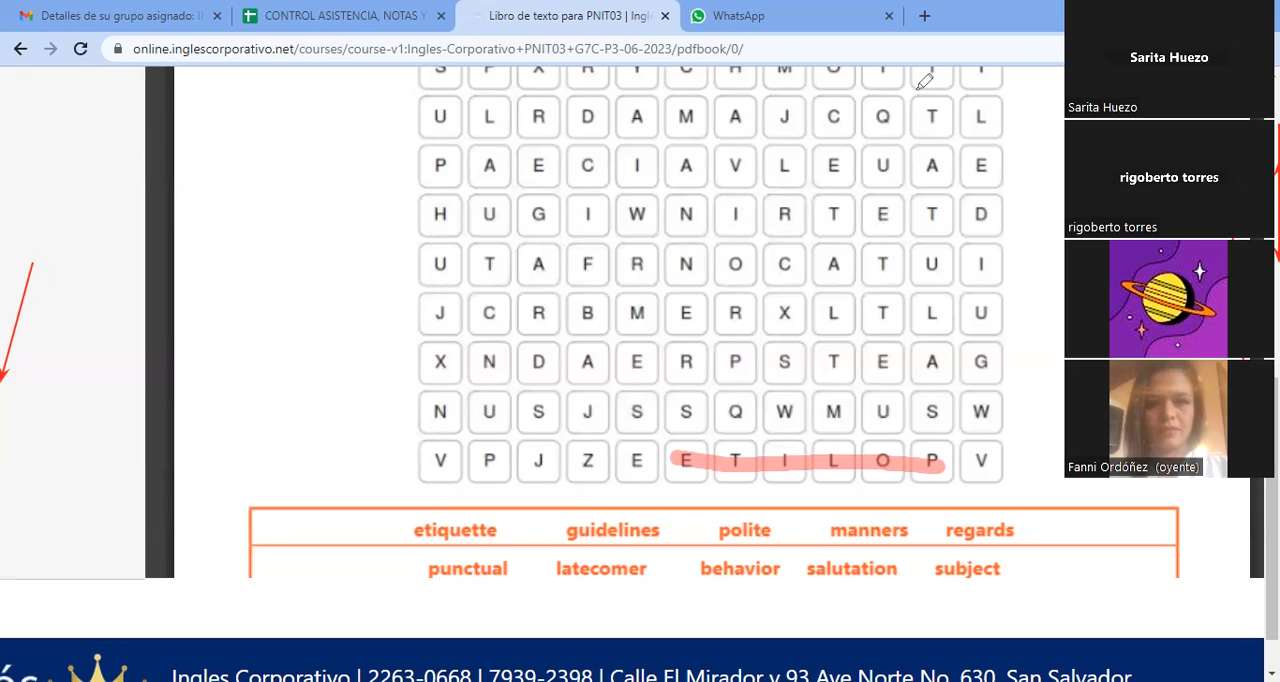 Detalles de su grupo asignado: I
CONTROL ASISTENCIA, NOTAS Y
Libro de texto para PNIT03 | Ingl
WhatsApp
online.inglescorporativo.net/courses/course-v1:Ingles-Corporativo+PNIT03+G7C-P3-06-2023/pdfbook/0/
U L R D A M A J C Q T L
P A E C I A V L E U A E
H U G I W N I R T E T D
U T A F R N O C A T U I
J C R B M E R X L T L U
X N D A E R P S T E A G
N U S J S S Q W M U S W
V P J Z E E T I L O P V
etiquette guidelines polite manners regards
punctual latecomer behavior salutation subject
Sarita Huezo
Sarita Huezo
rigoberto torres
rigoberto torres
Fanni Ordóñez (oyente)
Ingles Corporativo | 2263-0668 | 7939-2398 | Calle El Mirador y 93 Ave Norte No. 630, San Salvador